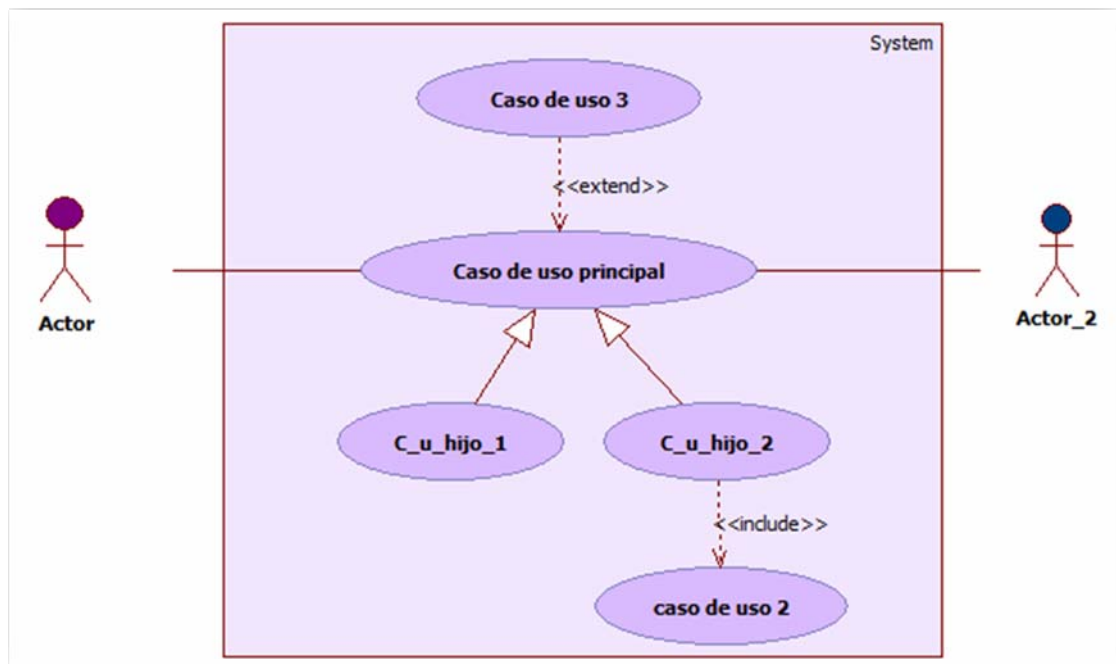 System
Caso de uso 3
<<extend>>
Caso de uso principal
Actor
Actor_2
C_u_hijo_1
C_u_hijo_2
<<include>>
caso de uso 2